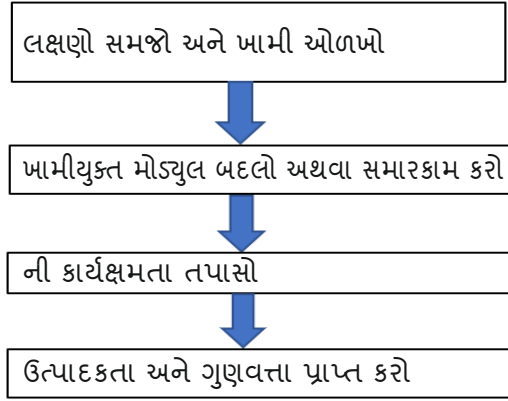 લક્ષણો સમજો અને ખામી ઓળખો
ખામીયુક્ત મોડ્યુલ બદલો અથવા સમારકામ કરો
ની કાર્યક્ષમતા તપાસો
ઉત્પાદકતા અને ગુણવત્તા પ્રાપ્ત કરો